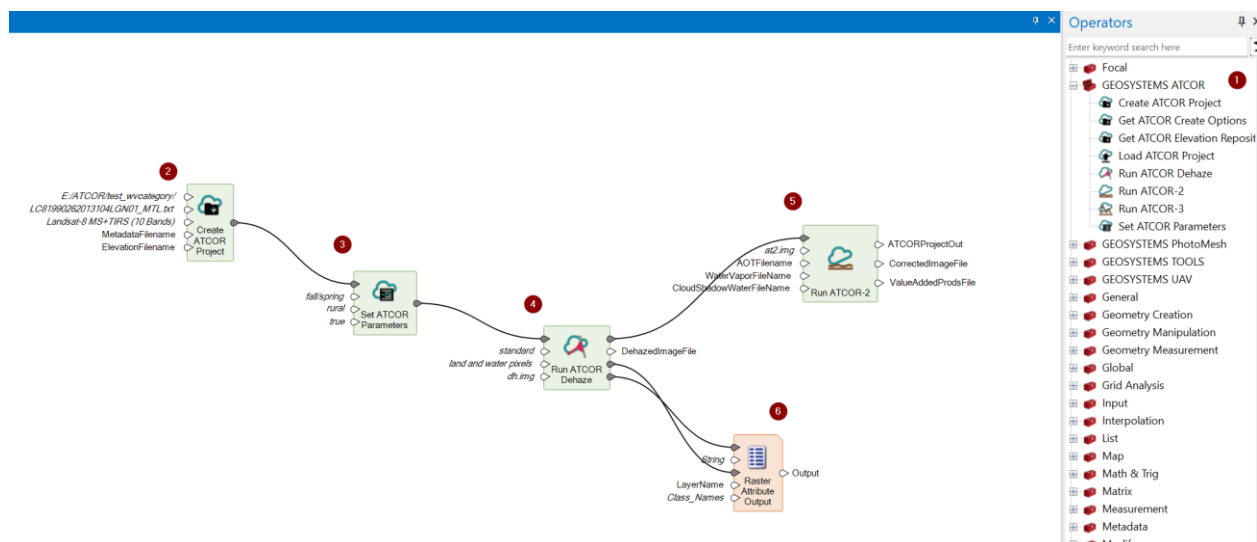 2
E:/ATCOR/test_wvcategory/
LC81990262013104LGN01_MTL.txt
Landsat-8 MS+TIRS (10 Bands)
MetadataFilename
ElevationFilename
Create
ATCOR
Project
3
fall/spring
rural
true
Set ATCOR
Parameters
4
standard
land and water pixels
dh.img
Run ATCOR
Dehaze
DehazedImageFile
5
at2.img
AOTFilename
WaterVaporFileName
CloudShadowWaterFileName
Run ATCOR-2
ATCORProjectOut
CorrectedImageFile
ValueAddedProdsFile
6
String
LayerName
Class_Names
Raster
Attribute
Output
Output
Operators
Enter keyword search here
Focal
GEOSYSTEMS ATCOR
1
Create ATCOR Project
Get ATCOR Create Options
Get ATCOR Elevation Reposit
Load ATCOR Project
Run ATCOR Dehaze
Run ATCOR-2
Run ATCOR-3
Set ATCOR Parameters
GEOSYSTEMS PhotoMesh
GEOSYSTEMS TOOLS
GEOSYSTEMS UAV
General
Geometry Creation
Geometry Manipulation
Geometry Measurement
Global
Grid Analysis
Input
Interpolation
List
Map
Math & Trig
Matrix
Measurement
Metadata